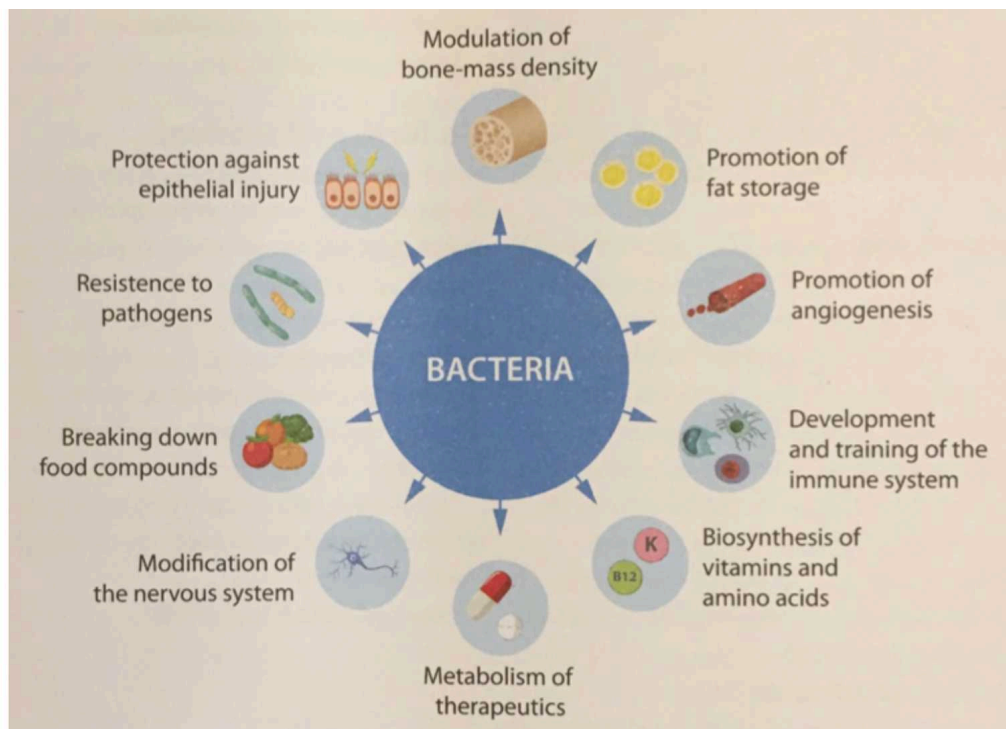 Modulation of
bone-mass density
Protection against
epithelial injury
Promotion of
fat storage
Resistence to
pathogens
Promotion of
angiogenesis
BACTERIA
Breaking down
food compounds
Development
and training of the
immune system
Modification of
the nervous system
K
B12
Biosynthesis of
vitamins and
amino acids
Metabolism of
therapeutics